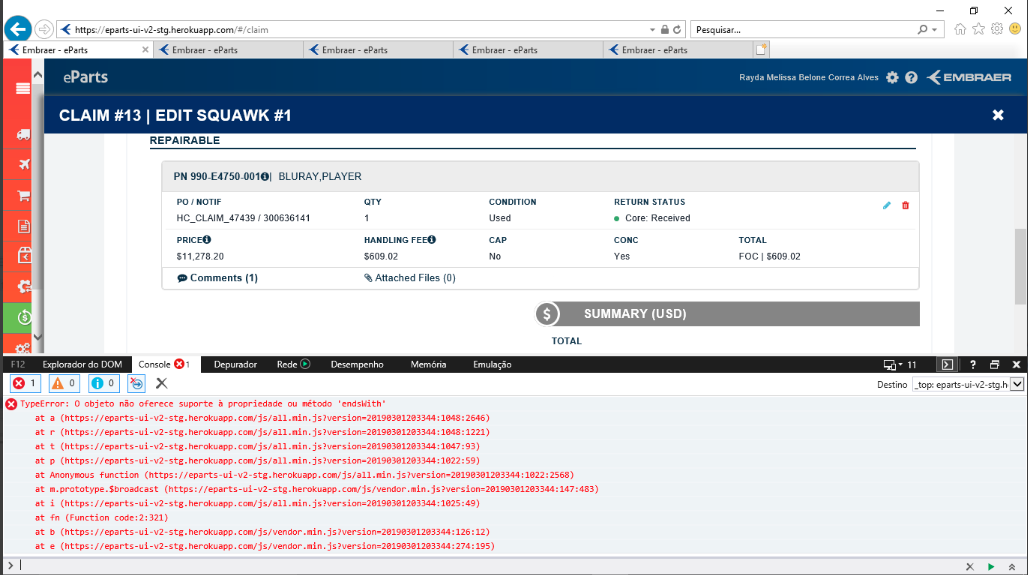 https://eparts-ui-v2-stg.herokuapp.com/#/claim
Pesquisar...
Embraer - eParts
Embraer - eParts
Embraer - eParts
Embraer - eParts
Embraer - eParts
eParts
Rayda Melissa Belone Correa Alves
EMBRAER
CLAIM #13 | EDIT SQUAWK #1
REPAIRABLE
PN 990-E4750-001 | BLURAY,PLAYER
PO / NOTIF QTY CONDITION RETURN STATUS
HC_CLAIM_47439 / 300636141 1 Used Core: Received
PRICE HANDLING FEE CAP CONC TOTAL
$11,278.20 $609.02 No Yes FOC | $609.02
Comments (1) Attached Files (0)
$ SUMMARY (USD)
TOTAL
F12 Explorador do DOM Console 1 Depurador Rede Desempenho Memória Emulação 11 ?
1 0 0
Destino _top: eparts-ui-v2-stg.h
TypeError: O objeto não oferece suporte à propriedade ou método 'endsWith'
at a (https://eparts-ui-v2-stg.herokuapp.com/js/all.min.js?version=20190301203344:1048:2646)
at r (https://eparts-ui-v2-stg.herokuapp.com/js/all.min.js?version=20190301203344:1048:1221)
at t (https://eparts-ui-v2-stg.herokuapp.com/js/all.min.js?version=20190301203344:1047:93)
at p (https://eparts-ui-v2-stg.herokuapp.com/js/all.min.js?version=20190301203344:1022:59)
at Anonymous function (https://eparts-ui-v2-stg.herokuapp.com/js/all.min.js?version=20190301203344:1022:2568)
at m.prototype.$broadcast (https://eparts-ui-v2-stg.herokuapp.com/js/vendor.min.js?version=20190301203344:147:483)
at i (https://eparts-ui-v2-stg.herokuapp.com/js/all.min.js?version=20190301203344:1025:49)
at fn (Function code:2:321)
at b (https://eparts-ui-v2-stg.herokuapp.com/js/vendor.min.js?version=20190301203344:126:12)
at e (https://eparts-ui-v2-stg.herokuapp.com/js/vendor.min.js?version=20190301203344:274:195)